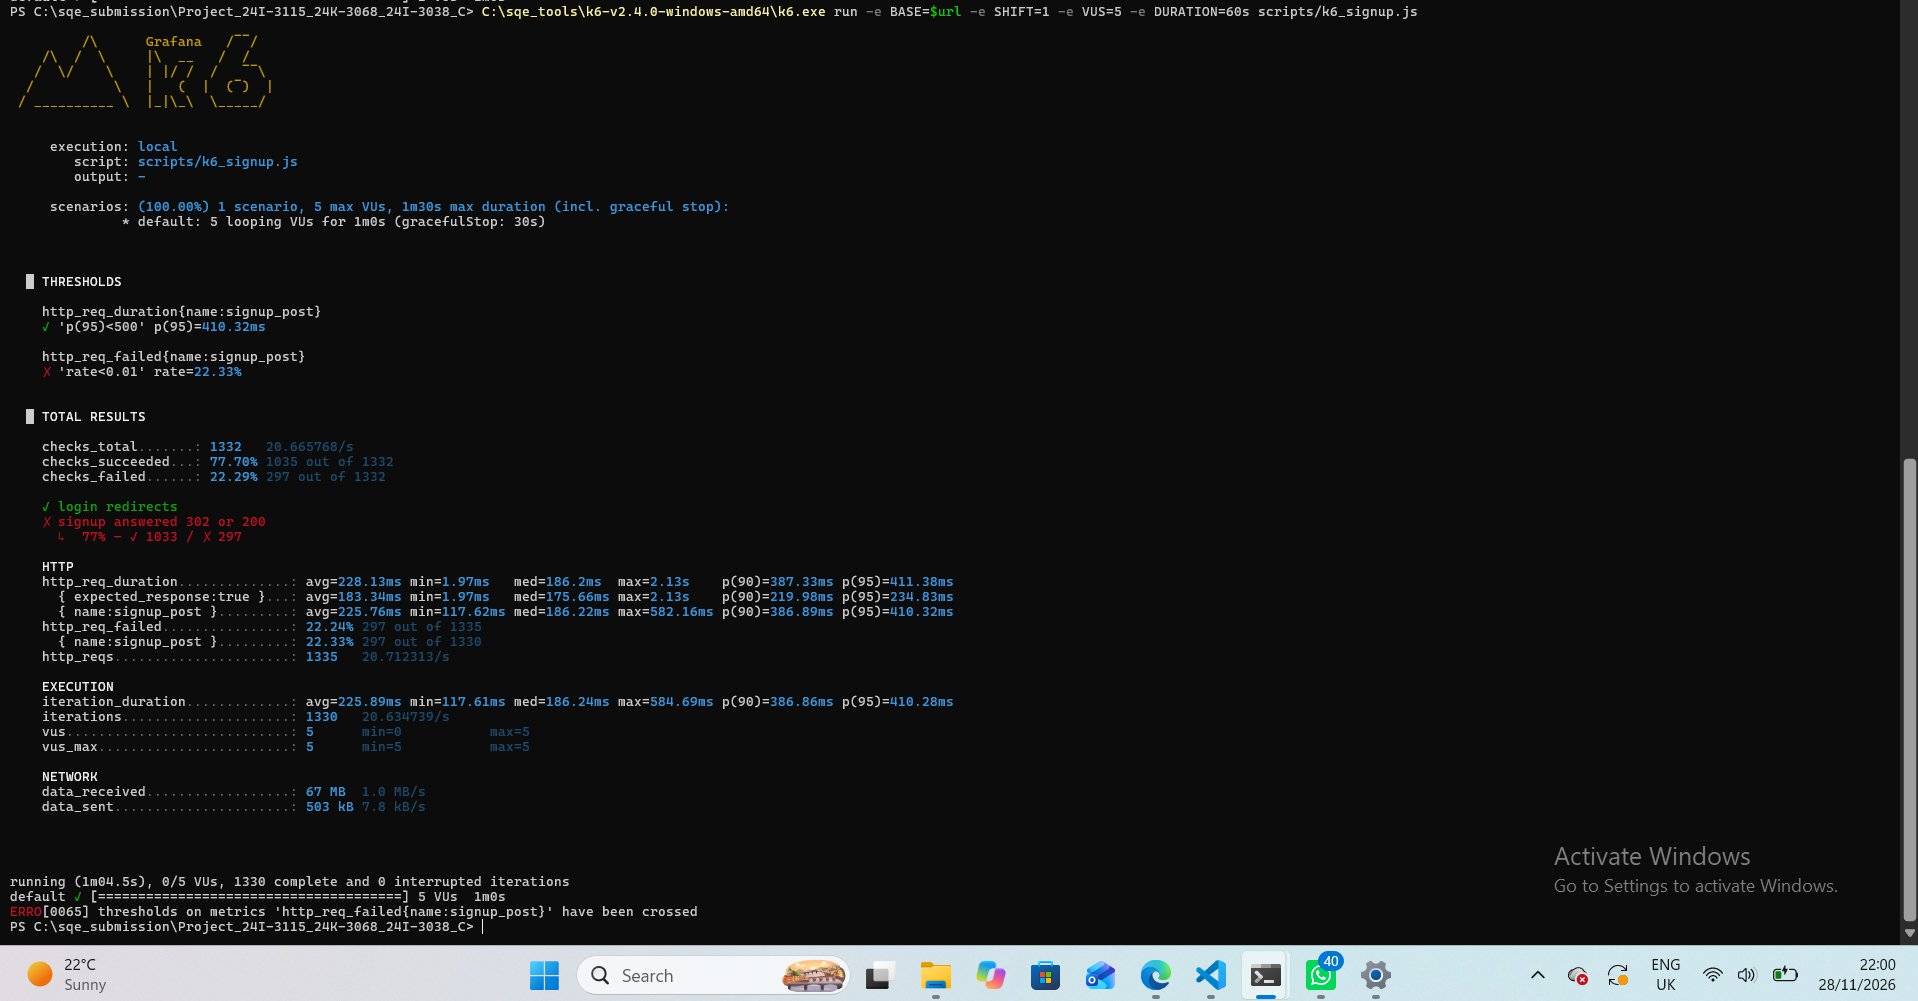 PS C:\sqe_submission\Project_24I-3115_24K-3068_24I-3038_C> C:\sqe_tools\k6-v2.4.0-windows-amd64\k6.exe run -e BASE=$url -e SHIFT=1 -e VUS=5 -e DURATION=60s scripts/k6_signup.js
Grafana
execution: local
script: scripts/k6_signup.js
output: -
scenarios: (100.00%) 1 scenario, 5 max VUs, 1m30s max duration (incl. graceful stop):
* default: 5 looping VUs for 1m0s (gracefulStop: 30s)
█ THRESHOLDS
http_req_duration{name:signup_post}
✓ 'p(95)<500' p(95)=410.32ms
http_req_failed{name:signup_post}
✗ 'rate<0.01' rate=22.33%
█ TOTAL RESULTS
checks_total.......: 1332 20.665768/s
checks_succeeded...: 77.70% 1035 out of 1332
checks_failed......: 22.29% 297 out of 1332
✓ login redirects
✗ signup answered 302 or 200
↳ 77% — ✓ 1033 / ✗ 297
HTTP
http_req_duration..............: avg=228.13ms min=1.97ms med=186.2ms max=2.13s p(90)=387.33ms p(95)=411.38ms
{ expected_response:true }...: avg=183.34ms min=1.97ms med=175.66ms max=2.13s p(90)=219.98ms p(95)=234.83ms
{ name:signup_post }.........: avg=225.76ms min=117.62ms med=186.22ms max=582.16ms p(90)=386.89ms p(95)=410.32ms
http_req_failed................: 22.24% 297 out of 1335
{ name:signup_post }.........: 22.33% 297 out of 1330
http_reqs......................: 1335 20.712313/s
EXECUTION
iteration_duration.............: avg=225.89ms min=117.61ms med=186.24ms max=584.69ms p(90)=386.86ms p(95)=410.28ms
iterations.....................: 1330 20.634739/s
vus............................: 5 min=0 max=5
vus_max........................: 5 min=5 max=5
NETWORK
data_received..................: 67 MB 1.0 MB/s
data_sent......................: 503 kB 7.8 kB/s
running (1m04.5s), 0/5 VUs, 1330 complete and 0 interrupted iterations
default ✓ [======================================] 5 VUs 1m0s
ERRO[0065] thresholds on metrics 'http_req_failed{name:signup_post}' have been crossed
PS C:\sqe_submission\Project_24I-3115_24K-3068_24I-3038_C>
Activate Windows
Go to Settings to activate Windows.
22°C
Sunny
Search
40
ENG
UK
22:00
28/11/2026